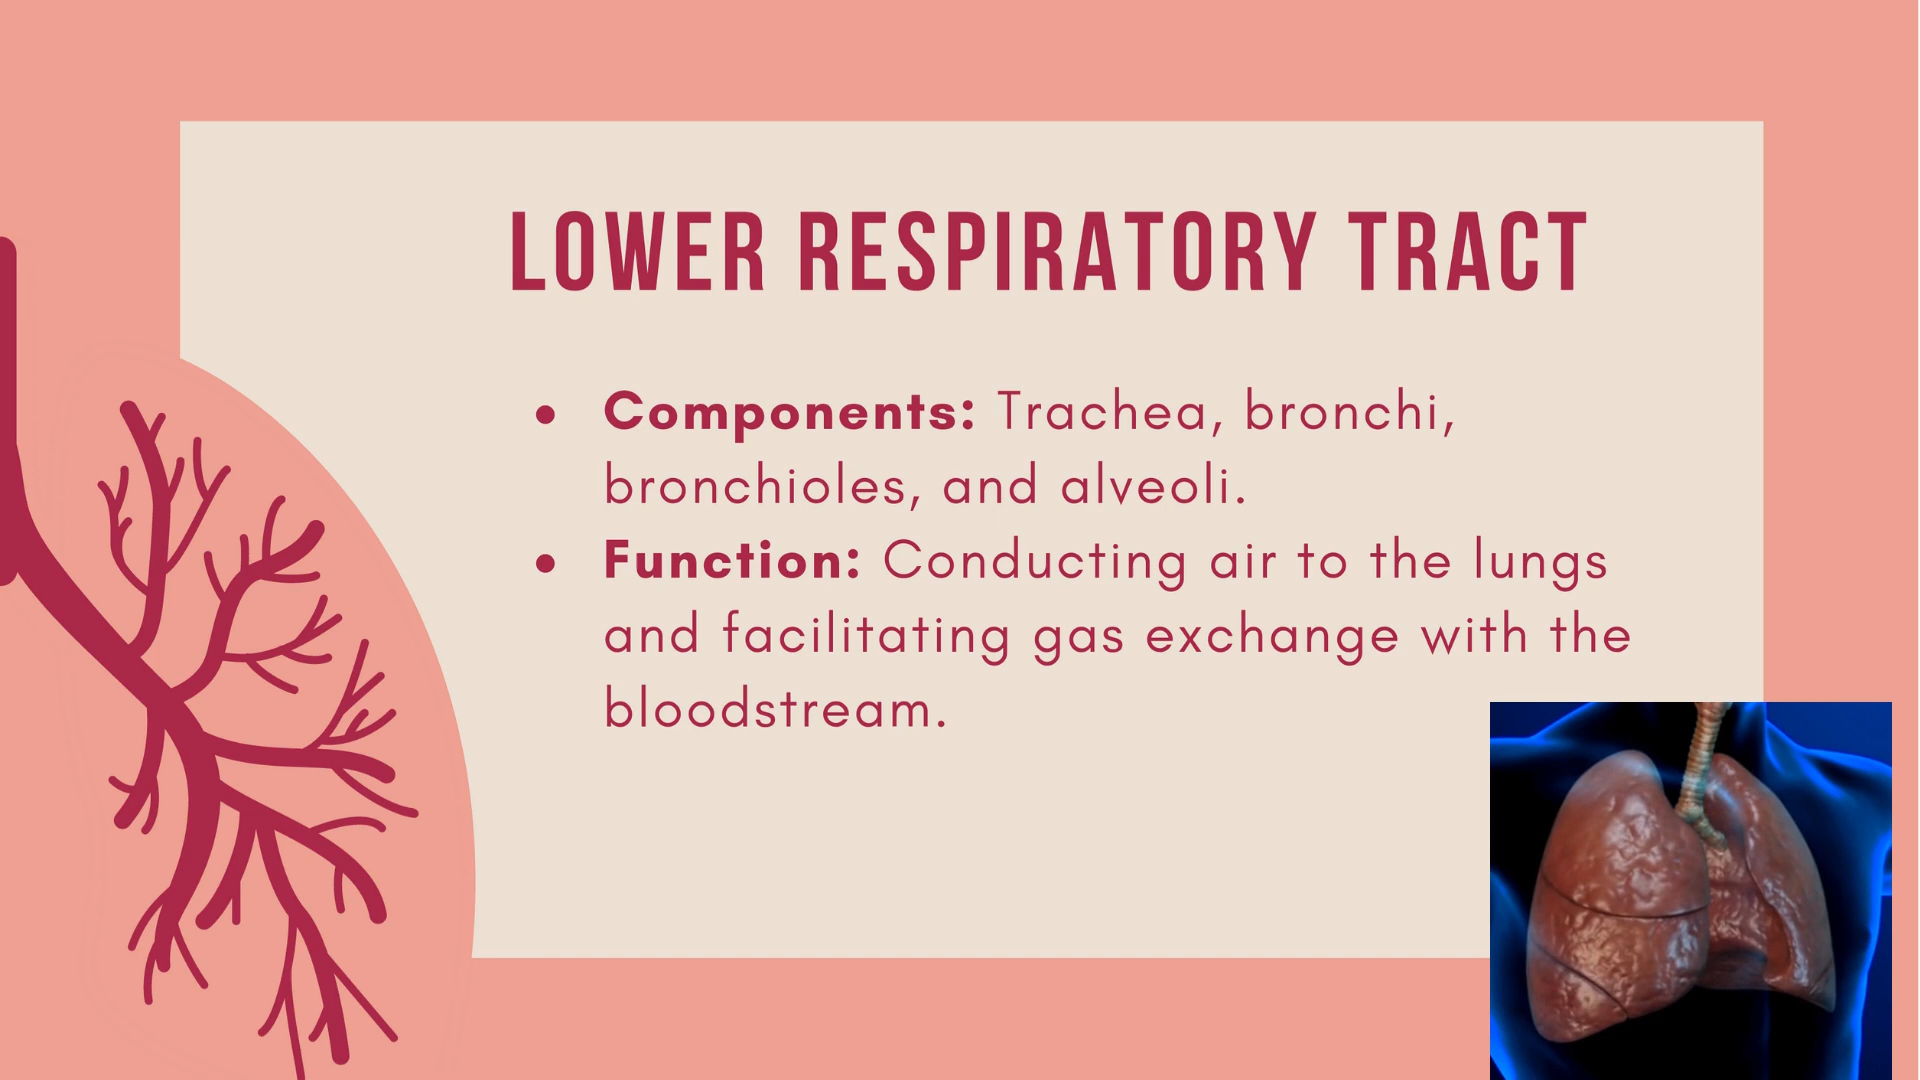 LOWER RESPIRATORY TRACT
• Components: Trachea, bronchi,
bronchioles, and alveoli.
• Function: Conducting air to the lungs
and facilitating gas exchange with the
bloodstream.